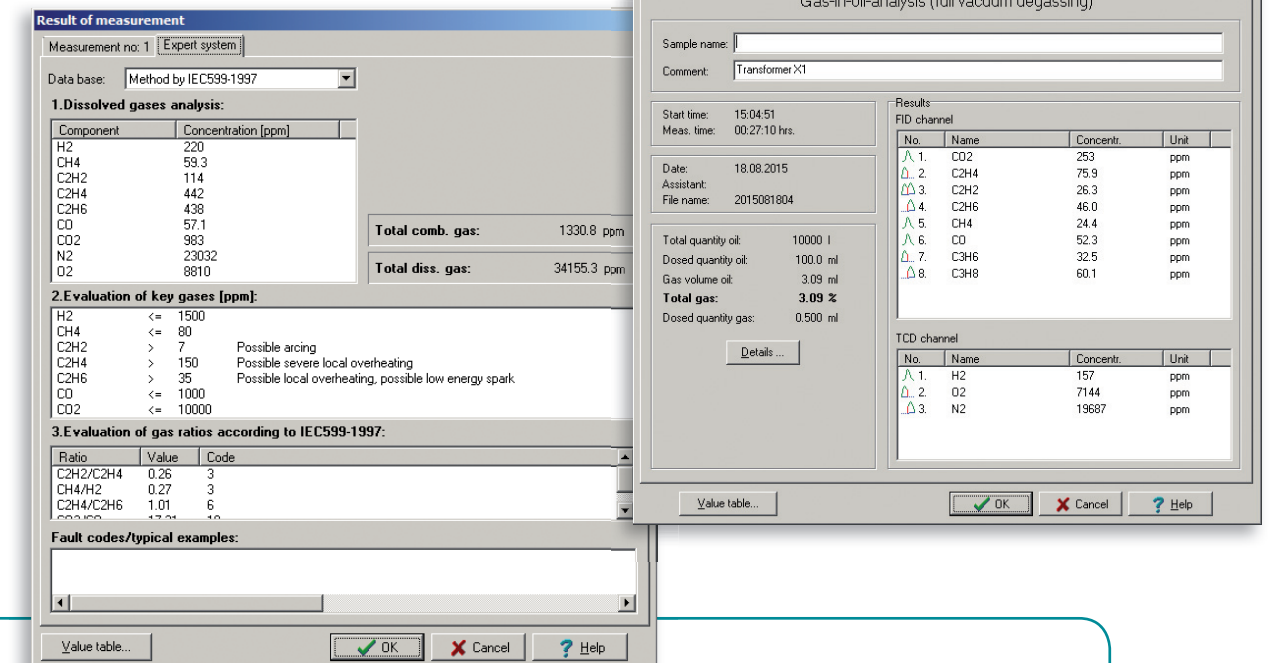 Result of measurement
Measurement no: 1 Expert system
Data base: Method by IEC599-1997
1.Dissolved gases analysis:
Component Concentration [ppm]
H2 220
CH4 59.3
C2H2 114
C2H4 442
C2H6 438
CO 57.1
CO2 983
N2 23032
O2 8810
Total comb. gas: 1330.8 ppm
Total diss. gas: 34155.3 ppm
2.Evaluation of key gases [ppm]:
H2 <= 1500
CH4 <= 80
C2H2 > 7 Possible arcing
C2H4 > 150 Possible severe local overheating
C2H6 > 35 Possible local overheating, possible low energy spark
CO <= 1000
CO2 <= 10000
3.Evaluation of gas ratios according to IEC599-1997:
Ratio Value Code
C2H2/C2H4 0.26 3
CH4/H2 0.27 3
C2H4/C2H6 1.01 6
Fault codes/typical examples:
Value table... OK Cancel Help
Gas-in-oil-analysis (full vacuum degassing)
Sample name:
Comment: Transformer X1
Start time: 15:04:51
Meas. time: 00:27:10 hrs.
Date: 18.08.2015
Assistant:
File name: 2015081804
Total quantity oil: 10000 l
Dosed quantity oil: 100.0 ml
Gas volume oil: 3.09 ml
Total gas: 3.09 %
Dosed quantity gas: 0.500 ml
Details ...
Results
FID channel
No. Name Concentr. Unit
1. CO2 253 ppm
2. C2H4 75.9 ppm
3. C2H2 26.3 ppm
4. C2H6 46.0 ppm
5. CH4 24.4 ppm
6. CO 52.3 ppm
7. C3H6 32.5 ppm
8. C3H8 60.1 ppm
TCD channel
No. Name Concentr. Unit
1. H2 157 ppm
2. O2 7144 ppm
3. N2 19687 ppm
Value table... OK Cancel Help